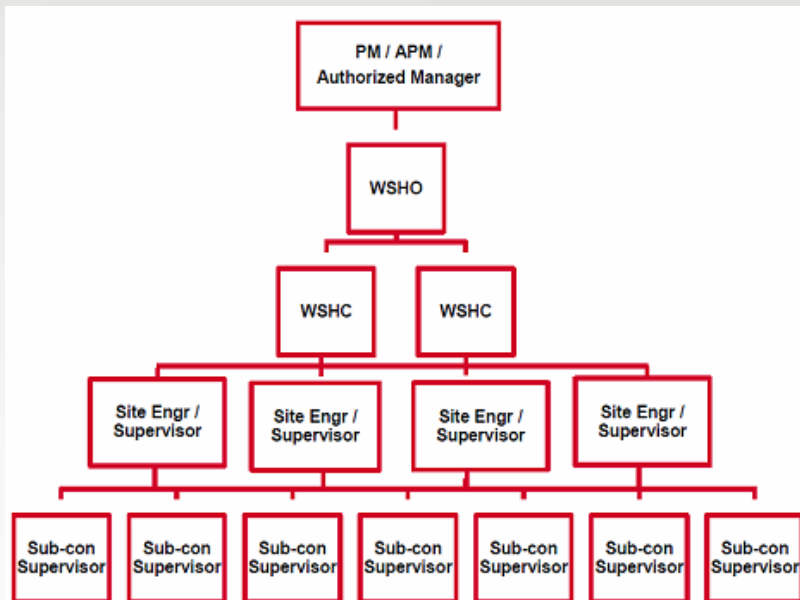 PM / APM /
Authorized Manager
WSHO
WSHC
WSHC
Site Engr /
Supervisor
Site Engr /
Supervisor
Site Engr /
Supervisor
Site Engr /
Supervisor
Sub-con
Supervisor
Sub-con
Supervisor
Sub-con
Supervisor
Sub-con
Supervisor
Sub-con
Supervisor
Sub-con
Supervisor
Sub-con
Supervisor